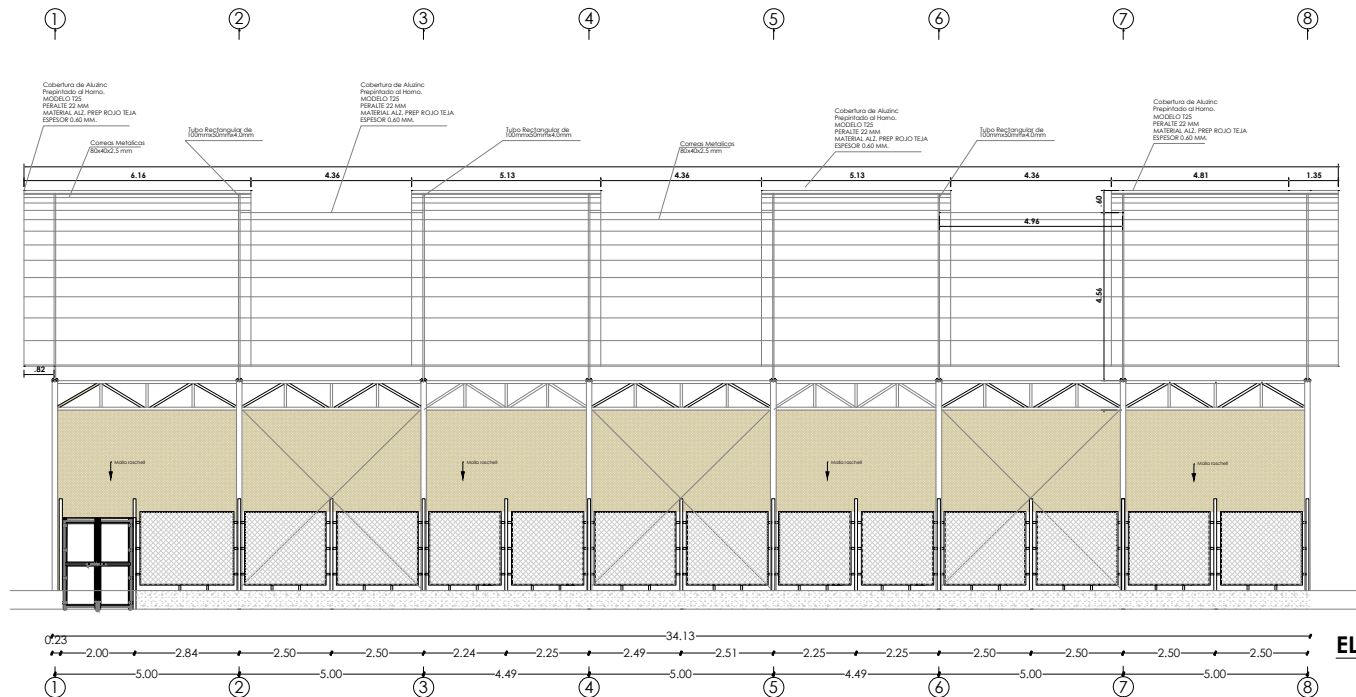 1 2 3 4 5 6 7 8
Cobertura de Aluzinc
Prepintado al Horno.
MODELO T25
PERALTE 22 MM
MATERIAL ALZ. PREP ROJO TEJA
ESPESOR 0.60 MM.
Correas Metalicas
80x40x2.5 mm
Tubo Rectangular de
100mmx50mmx4.0mm
Cobertura de Aluzinc
Prepintado al Horno.
MODELO T25
PERALTE 22 MM
MATERIAL ALZ. PREP ROJO TEJA
ESPESOR 0.60 MM.
Tubo Rectangular de
100mmx50mmx4.0mm
Correas Metalicas
80x40x2.5 mm
Cobertura de Aluzinc
Prepintado al Horno.
MODELO T25
PERALTE 22 MM
MATERIAL ALZ. PREP ROJO TEJA
ESPESOR 0.60 MM.
Tubo Rectangular de
100mmx50mmx4.0mm
Cobertura de Aluzinc
Prepintado al Horno.
MODELO T25
PERALTE 22 MM
MATERIAL ALZ. PREP ROJO TEJA
ESPESOR 0.60 MM.
6.16 4.36 5.13 4.36 5.13 4.36 4.81 1.35
.60
4.96
4.56
.82
Malla raschell Malla raschell Malla raschell Malla raschell
0.23 34.13
2.00 2.84 2.50 2.50 2.24 2.25 2.49 2.51 2.25 2.25 2.50 2.50 2.50 2.50
EL
5.00 5.00 4.49 5.00 4.49 5.00 5.00
1 2 3 4 5 6 7 8